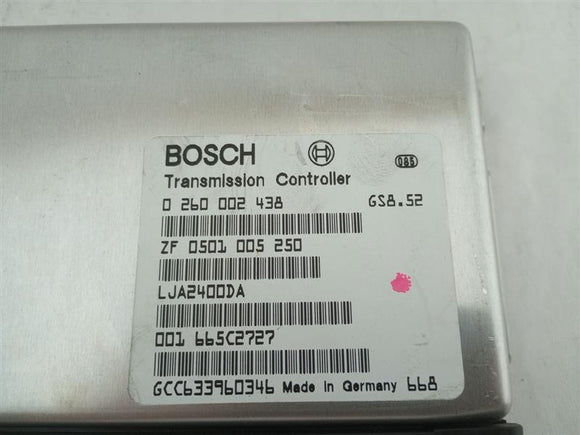 BOSCH 086
Transmission Controller
0 260 002 438 GS8.52
ZF 0501 005 250
LJA2400DA
001 665C2727
GCC633960346 Made in Germany 668